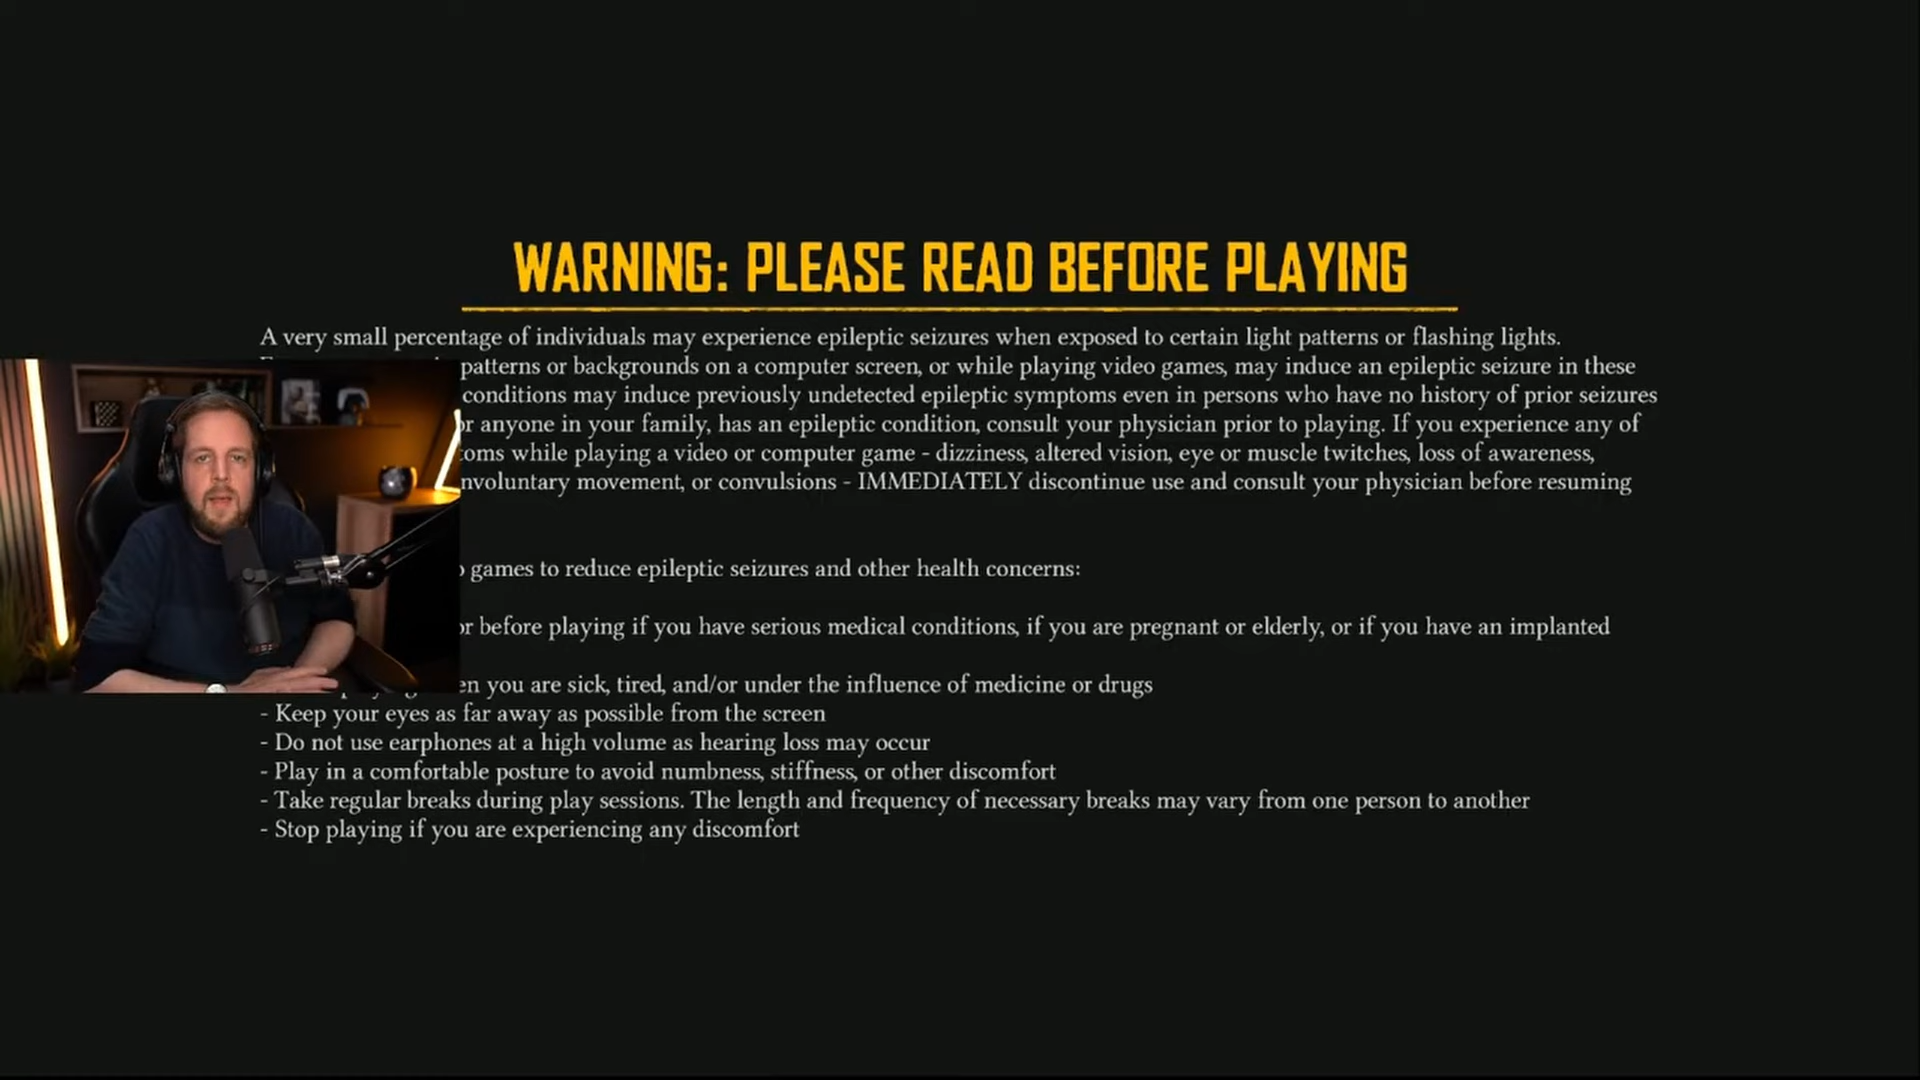 WARNING: PLEASE READ BEFORE PLAYING
A very small percentage of individuals may experience epileptic seizures when exposed to certain light patterns or flashing lights.
patterns or backgrounds on a computer screen, or while playing video games, may induce an epileptic seizure in these
conditions may induce previously undetected epileptic symptoms even in persons who have no history of prior seizures
anyone in your family, has an epileptic condition, consult your physician prior to playing. If you experience any of
while playing a video or computer game - dizziness, altered vision, eye or muscle twitches, loss of awareness,
movement, or convulsions - IMMEDIATELY discontinue use and consult your physician before resuming
games to reduce epileptic seizures and other health concerns:
before playing if you have serious medical conditions, if you are pregnant or elderly, or if you have an implanted
you are sick, tired, and/or under the influence of medicine or drugs
- Keep your eyes as far away as possible from the screen
- Do not use earphones at a high volume as hearing loss may occur
- Play in a comfortable posture to avoid numbness, stiffness, or other discomfort
- Take regular breaks during play sessions. The length and frequency of necessary breaks may vary from one person to another
- Stop playing if you are experiencing any discomfort